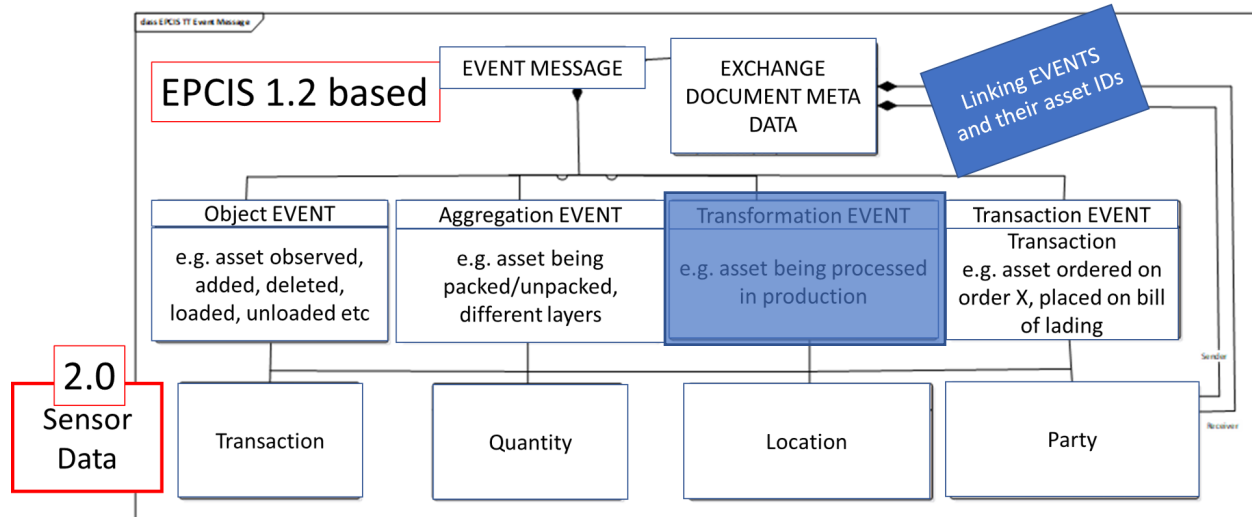 class EPCIS TT Event Message
EPCIS 1.2 based
EVENT MESSAGE
EXCHANGE
DOCUMENT META
DATA
Linking EVENTS
and their asset IDs
Object EVENT
e.g. asset observed,
added, deleted,
loaded, unloaded etc
Aggregation EVENT
e.g. asset being
packed/unpacked,
different layers
Transformation EVENT
e.g. asset being processed
in production
Transaction EVENT
Transaction
e.g. asset ordered on
order X, placed on bill
of lading
Sender
Receiver
2.0
Sensor
Data
Transaction
Quantity
Location
Party